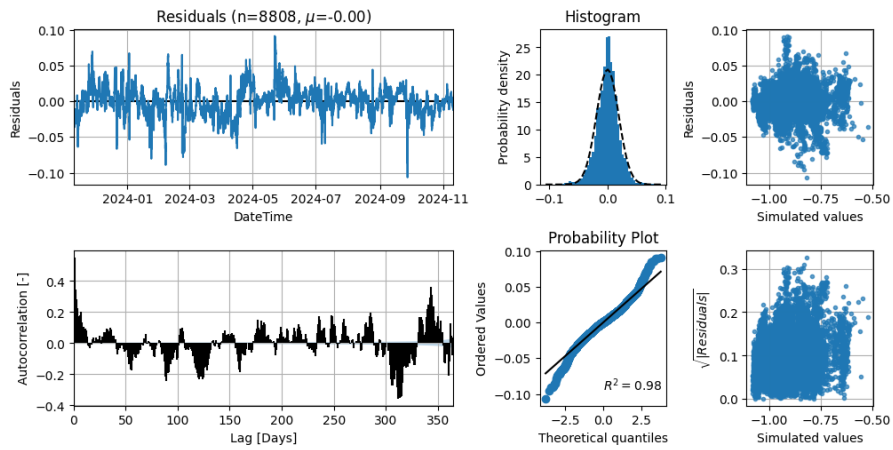 Residuals (n=8808, μ=-0.00)
Residuals
0.10
0.05
0.00
−0.05
−0.10
2024-01 2024-03 2024-05 2024-07 2024-09 2024-11
DateTime
Histogram
Probability density
25
20
15
10
5
0
−0.1 0.0 0.1
Residuals
0.10
0.05
0.00
−0.05
−0.10
−1.00 −0.75 −0.50
Simulated values
Autocorrelation [-]
0.4
0.2
0.0
−0.2
−0.4
0 50 100 150 200 250 300 350
Lag [Days]
Probability Plot
Ordered Values
0.10
0.05
0.00
−0.05
−0.10
R² = 0.98
−2.5 0.0 2.5
Theoretical quantiles
√|Residuals|
0.3
0.2
0.1
0.0
−1.00 −0.75 −0.50
Simulated values